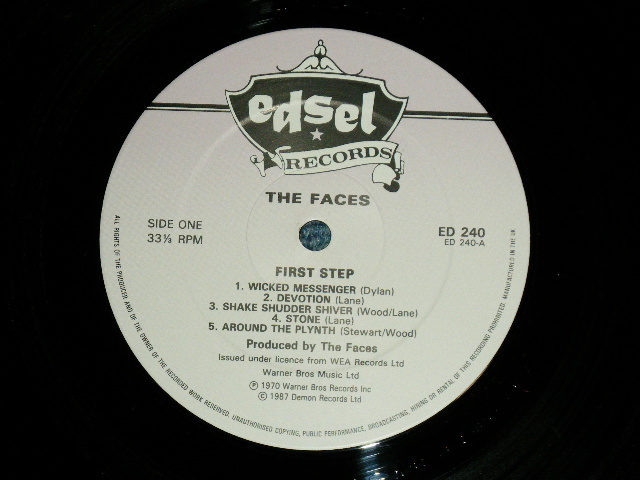 edsel
RECORDS
THE FACES
SIDE ONE
33⅓ RPM
ED 240
ED 240-A
FIRST STEP
1. WICKED MESSENGER (Dylan)
2. DEVOTION (Lane)
3. SHAKE SHUDDER SHIVER (Wood/Lane)
4. STONE (Lane)
5. AROUND THE PLYNTH (Stewart/Wood)
Produced by The Faces
Issued under licence from WEA Records Ltd
Warner Bros Music Ltd
℗ 1970 Warner Bros Records Inc
© 1987 Demon Records Ltd
ALL RIGHTS OF THE PRODUCER AND OF THE OWNER OF THE RECORDED WORK RESERVED. UNAUTHORISED COPYING, PUBLIC PERFORMANCE, BROADCASTING, HIRING OR RENTAL OF THIS RECORDING PROHIBITED. MANUFACTURED IN THE UK